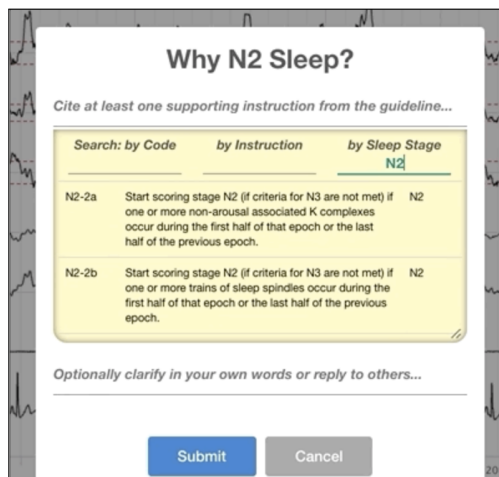 Why N2 Sleep?
Cite at least one supporting instruction from the guideline...
Search: by Code by Instruction by Sleep Stage
N2
N2-2a Start scoring stage N2 (if criteria for N3 are not met) if N2
one or more non-arousal associated K complexes
occur during the first half of that epoch or the last
half of the previous epoch.
N2-2b Start scoring stage N2 (if criteria for N3 are not met) if N2
one or more trains of sleep spindles occur during the
first half of that epoch or the last half of the previous
epoch.
Optionally clarify in your own words or reply to others...
Submit Cancel
20